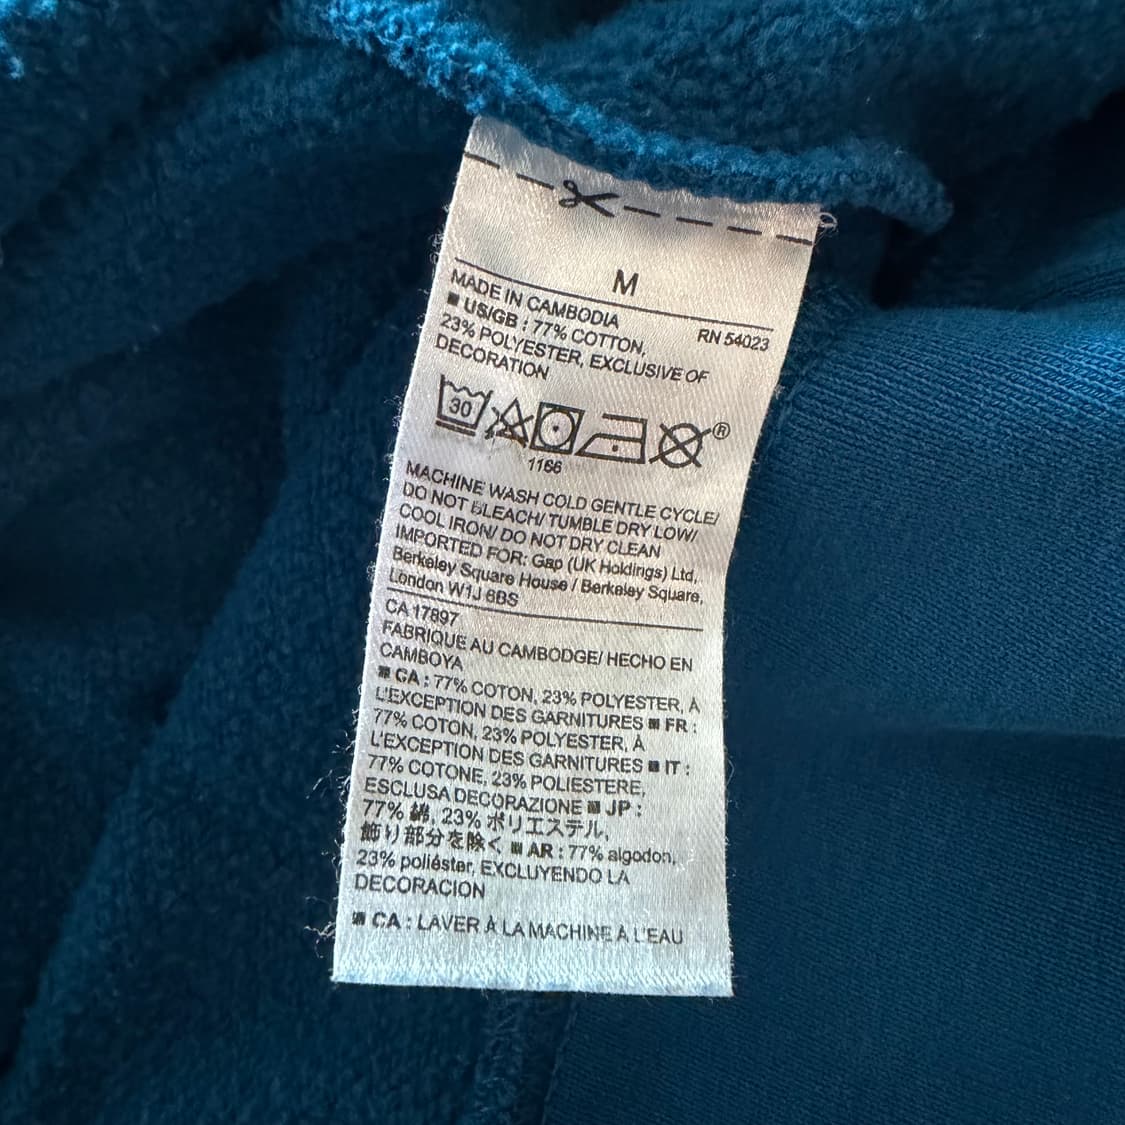 M
MADE IN CAMBODIA RN 54023
■ US/GB : 77% COTTON,
23% POLYESTER, EXCLUSIVE OF
DECORATION
30
®
1166
MACHINE WASH COLD GENTLE CYCLE/
DO NOT BLEACH/ TUMBLE DRY LOW/
COOL IRON/ DO NOT DRY CLEAN
IMPORTED FOR: Gap (UK Holdings) Ltd,
Berkeley Square House / Berkeley Square,
London W1J 6BS
CA 17897
FABRIQUE AU CAMBODGE/ HECHO EN
CAMBOYA
■ CA : 77% COTON, 23% POLYESTER, À
L'EXCEPTION DES GARNITURES ■ FR :
77% COTON, 23% POLYESTER, À
L'EXCEPTION DES GARNITURES ■ IT :
77% COTONE, 23% POLIESTERE,
ESCLUSA DECORAZIONE ■ JP :
77% 綿, 23% ポリエステル,
飾り部分を除く ■ AR : 77% algodon,
23% poliéster, EXCLUYENDO LA
DECORACION
■ CA : LAVER À LA MACHINE À L'EAU